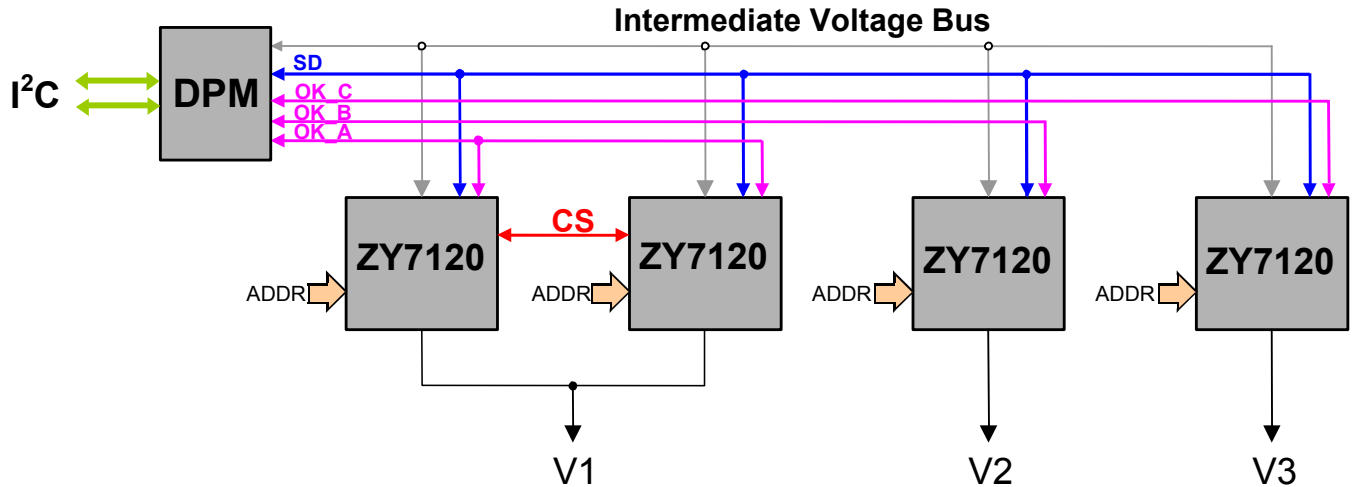 Intermediate Voltage Bus
I²C
DPM
SD
OK_C
OK_B
OK_A
ZY7120
CS
ZY7120
ZY7120
ZY7120
ADDR
ADDR
ADDR
ADDR
V1
V2
V3